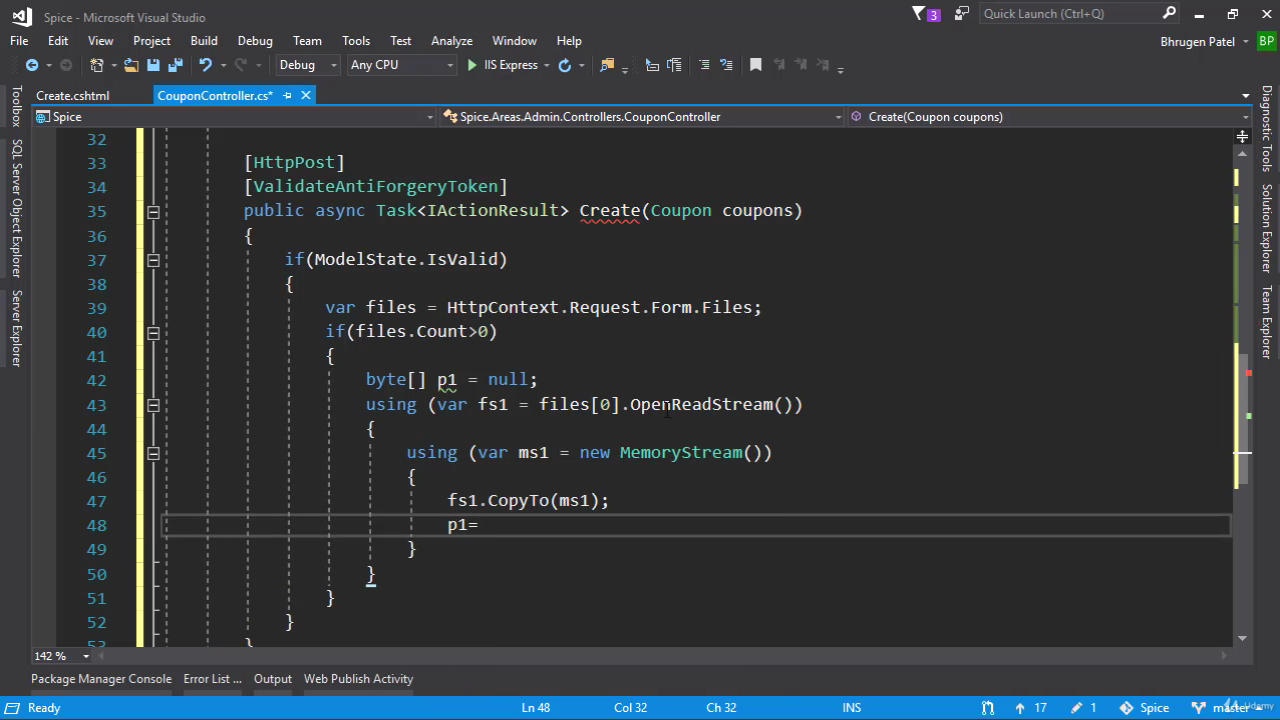 Spice - Microsoft Visual Studio
3
Quick Launch (Ctrl+Q)
File Edit View Project Build Debug Team Tools Test Analyze Window Help
Bhrugen Patel BP
Debug Any CPU IIS Express
Create.cshtml CouponController.cs*
Spice Spice.Areas.Admin.Controllers.CouponController Create(Coupon coupons)
Toolbox
SQL Server Object Explorer
Server Explorer
Diagnostic Tools
Solution Explorer
Team Explorer
32
33 [HttpPost]
34 [ValidateAntiForgeryToken]
35 public async Task<IActionResult> Create(Coupon coupons)
36 {
37 if(ModelState.IsValid)
38 {
39 var files = HttpContext.Request.Form.Files;
40 if(files.Count>0)
41 {
42 byte[] p1 = null;
43 using (var fs1 = files[0].OpenReadStream())
44 {
45 using (var ms1 = new MemoryStream())
46 {
47 fs1.CopyTo(ms1);
48 p1=
49 }
50 }
51 }
52 }
53 }
142 %
Package Manager Console Error List ... Output Web Publish Activity
Ready Ln 48 Col 32 Ch 32 INS 17 1 Spice master
Udemy